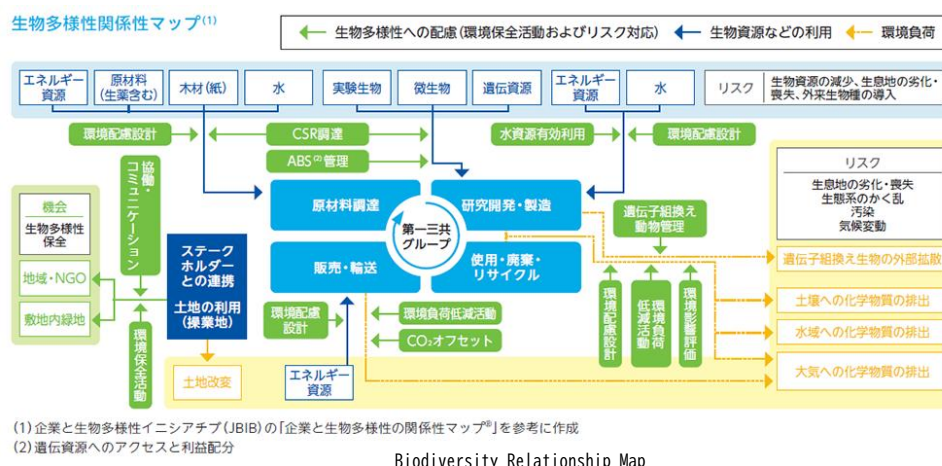 生物多様性関係性マップ(1)
生物多様性への配慮(環境保全活動およびリスク対応)
生物資源などの利用
環境負荷
エネルギー
資源
原材料
(生薬含む)
木材(紙)
水
実験生物
微生物
遺伝資源
エネルギー
資源
水
リスク
生物資源の減少、生息地の劣化・
喪失、外来生物種の導入
環境配慮設計
CSR調達
水資源有効利用
環境配慮設計
ABS(2)管理
協働・
コミュニケーション
機会
生物多様性
保全
地域・NGO
敷地内緑地
環境保全活動
ステーク
ホルダー
との連携
土地の利用
(操業地)
土地改変
原材料調達
研究開発・製造
第一三共
グループ
販売・輸送
使用・廃棄・
リサイクル
環境配慮
設計
環境負荷低減活動
CO₂オフセット
エネルギー
資源
遺伝子組換え
動物管理
環境配慮設計
環境負荷
低減活動
環境影響評価
リスク
生息地の劣化・喪失
生態系のかく乱
汚染
気候変動
遺伝子組換え生物の外部拡散
土壌への化学物質の排出
水域への化学物質の排出
大気への化学物質の排出
(1)企業と生物多様性イニシアチブ(JBIB)の「企業と生物多様性の関係性マップ®」を参考に作成
(2)遺伝資源へのアクセスと利益配分
Biodiversity Relationship Map